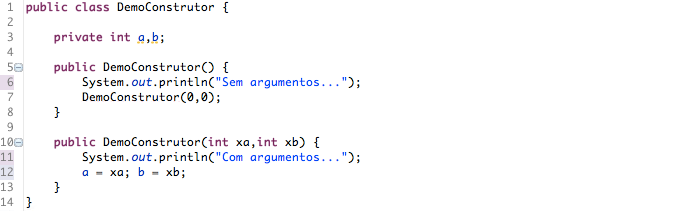 1 public class DemoConstrutor {
2
3     private int a,b;
4
5     public DemoConstrutor() {
6         System.out.println("Sem argumentos...");
7         DemoConstrutor(0,0);
8     }
9
10     public DemoConstrutor(int xa,int xb) {
11         System.out.println("Com argumentos...");
12         a = xa; b = xb;
13     }
14 }